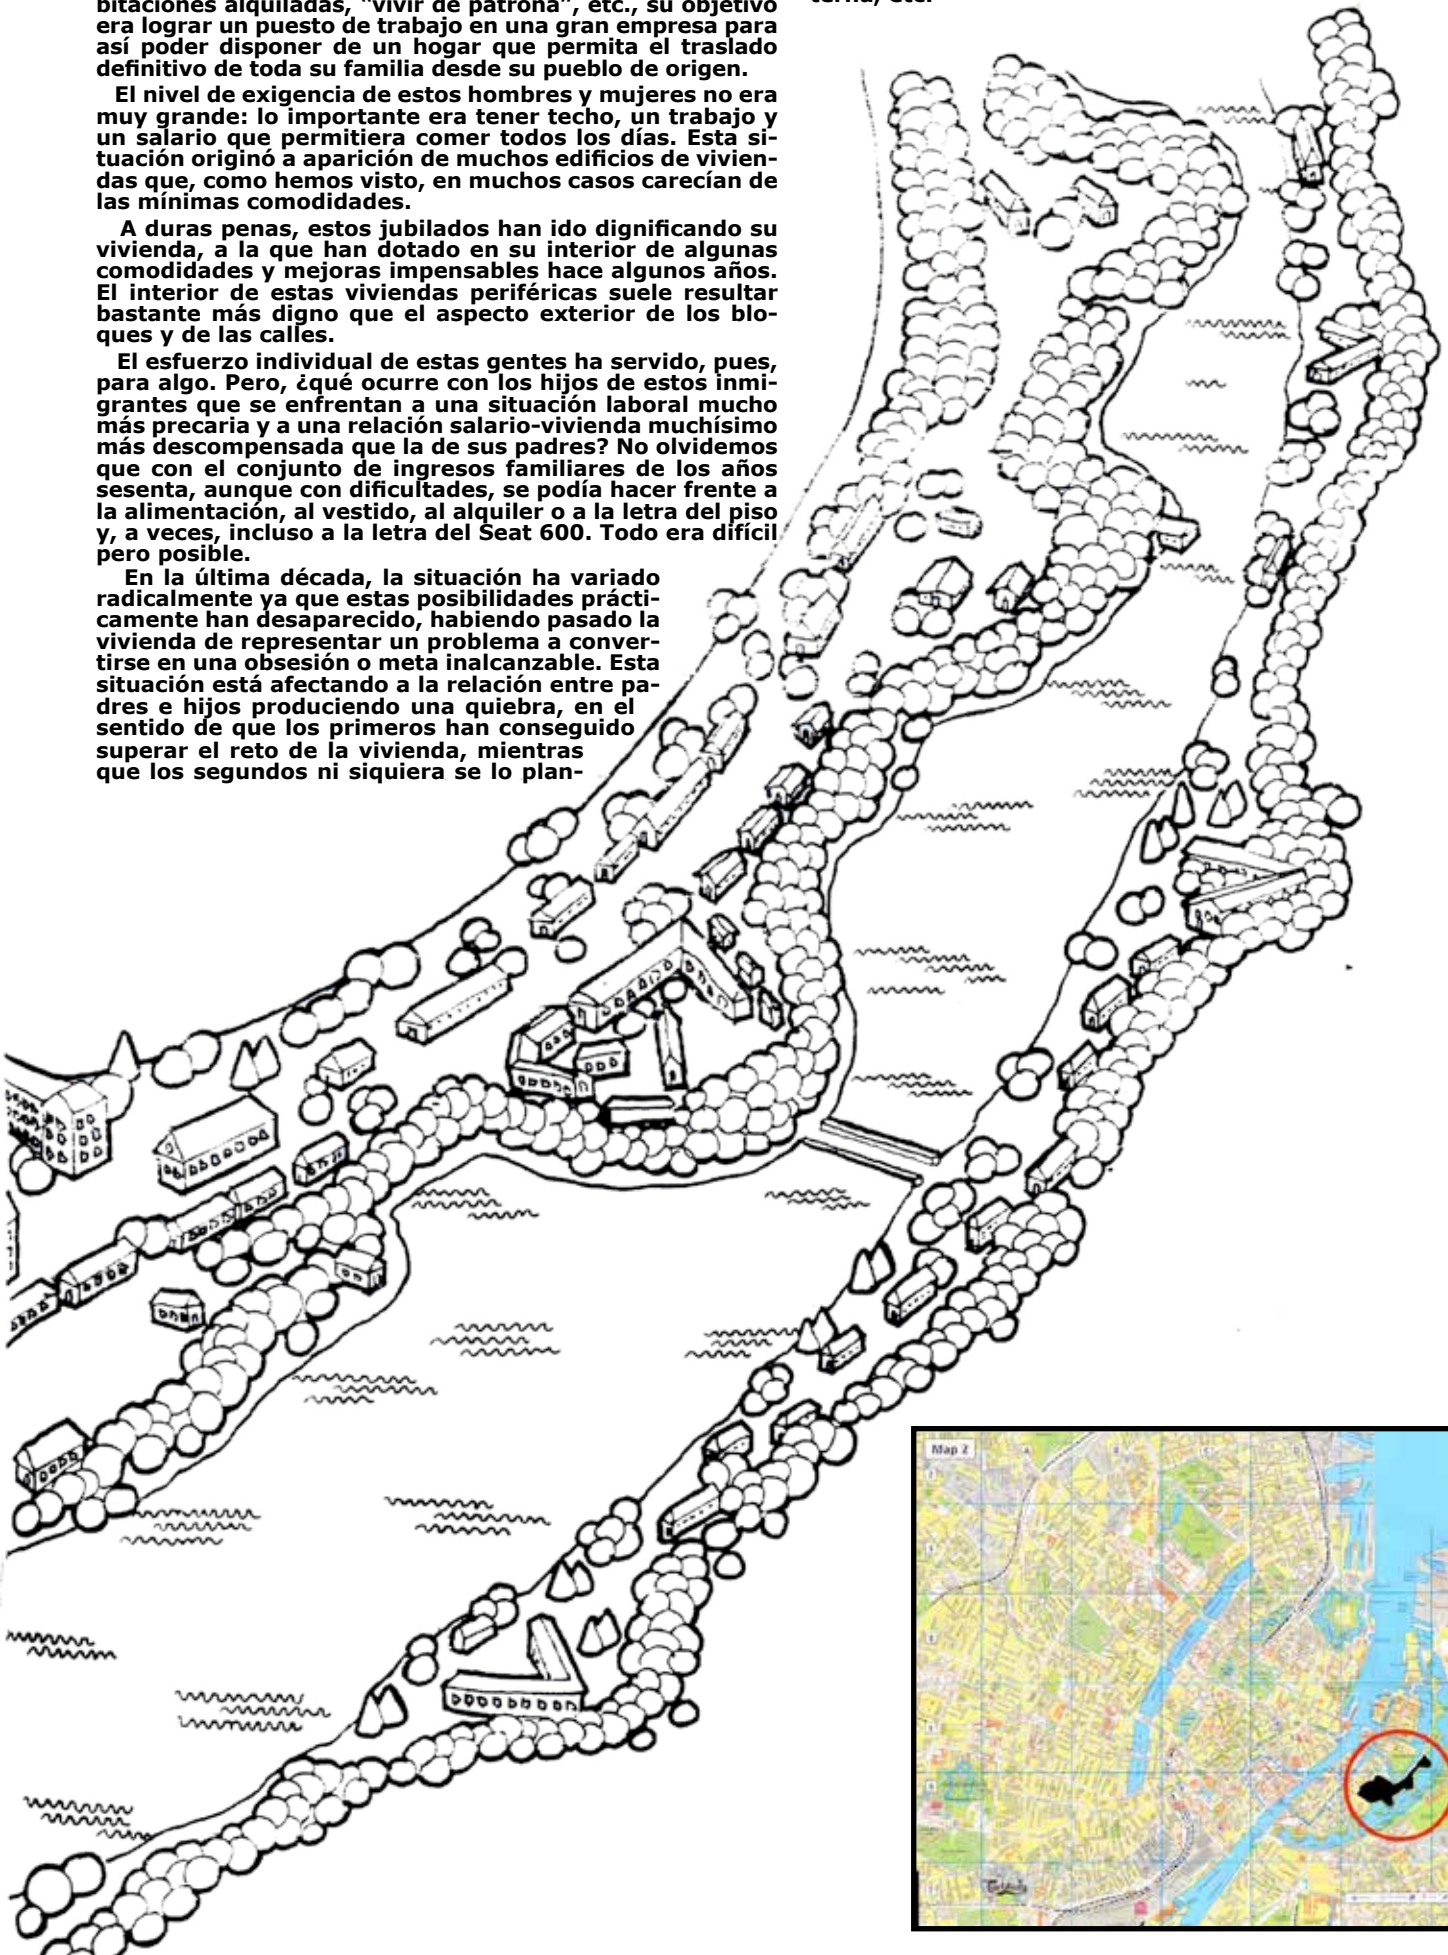 bitaciones alquiladas, "vivir de patrona", etc., su objetivo
era lograr un puesto de trabajo en una gran empresa para
así poder disponer de un hogar que permita el traslado
definitivo de toda su familia desde su pueblo de origen.
El nivel de exigencia de estos hombres y mujeres no era
muy grande: lo importante era tener techo, un trabajo y
un salario que permitiera comer todos los días. Esta si-
tuación originó a aparición de muchos edificios de vivien-
das que, como hemos visto, en muchos casos carecían de
las mínimas comodidades.
A duras penas, estos jubilados han ido dignificando su
vivienda, a la que han dotado en su interior de algunas
comodidades y mejoras impensables hace algunos años.
El interior de estas viviendas periféricas suele resultar
bastante más digno que el aspecto exterior de los blo-
ques y de las calles.
El esfuerzo individual de estas gentes ha servido, pues,
para algo. Pero, ¿qué ocurre con los hijos de estos inmi-
grantes que se enfrentan a una situación laboral mucho
más precaria y a una relación salario-vivienda muchísimo
más descompensada que la de sus padres? No olvidemos
que con el conjunto de ingresos familiares de los años
sesenta, aunque con dificultades, se podía hacer frente a
la alimentación, al vestido, al alquiler o a la letra del piso
y, a veces, incluso a la letra del Seat 600. Todo era difícil
pero posible.
En la última década, la situación ha variado
radicalmente ya que estas posibilidades prácti-
camente han desaparecido, habiendo pasado la
vivienda de representar un problema a conver-
tirse en una obsesión o meta inalcanzable. Esta
situación está afectando a la relación entre pa-
dres e hijos produciendo una quiebra, en el
sentido de que los primeros han conseguido
superar el reto de la vivienda, mientras
que los segundos ni siquiera se lo plan-
etc.
Map 2
A B C D